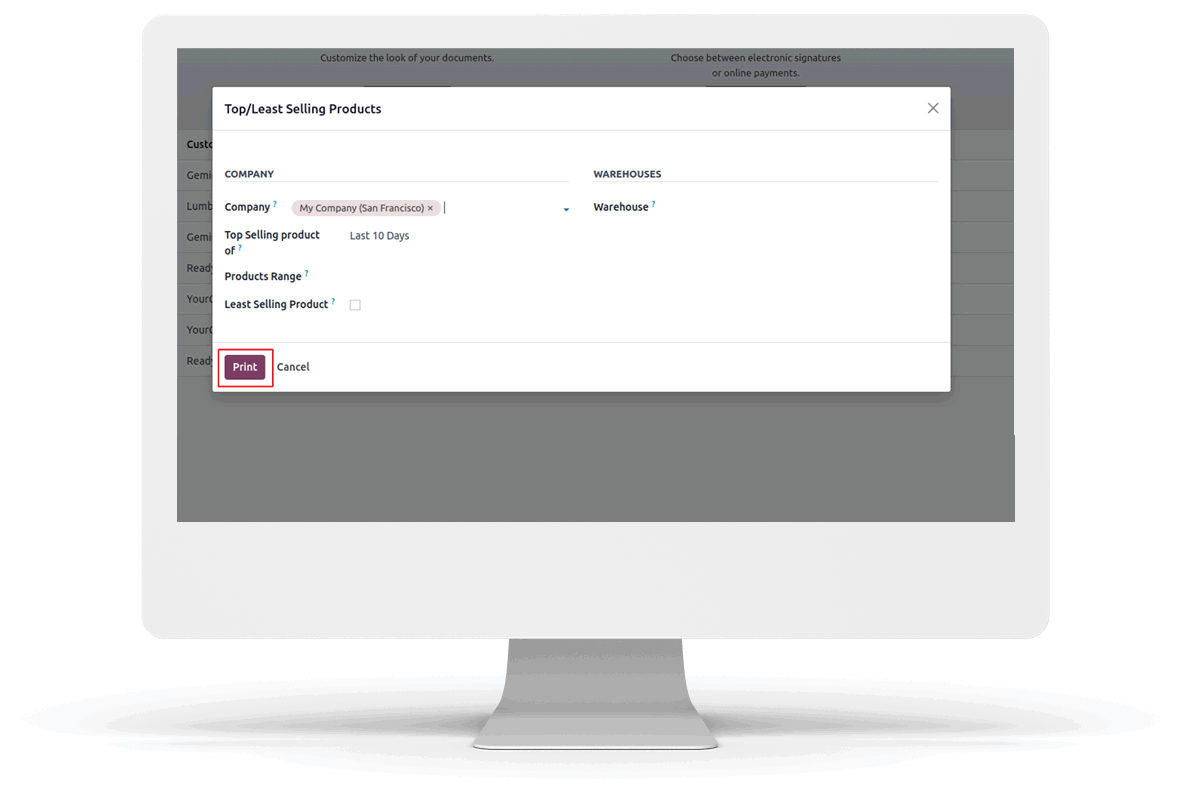 Customize the look of your documents.
Choose between electronic signatures
or online payments.
Top/Least Selling Products
COMPANY
WAREHOUSES
Company ? My Company (San Francisco) ×
Warehouse ?
Top Selling product
of ?
Last 10 Days
Products Range ?
Least Selling Product ?
Print Cancel
Custo
Gemi
Lumb
Gemi
Ready
YourC
YourC
Ready